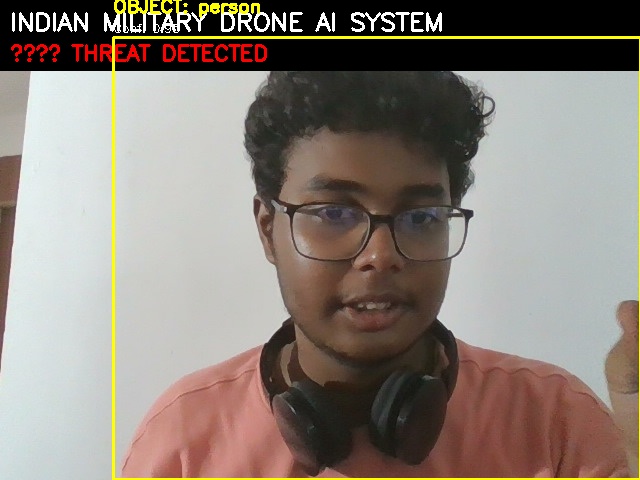 OBJECT: person
INDIAN MILITARY DRONE AI SYSTEM
???? THREAT DETECTED